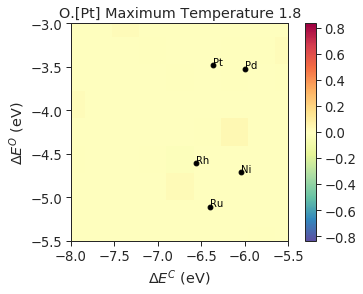 O.[Pt] Maximum Temperature 1.8
−3.0
−3.5
−4.0
−4.5
−5.0
−5.5
ΔE^O (eV)
Pt
Pd
Rh
Ni
Ru
−8.0 −7.5 −7.0 −6.5 −6.0 −5.5
ΔE^C (eV)
0.8
0.6
0.4
0.2
0.0
−0.2
−0.4
−0.6
−0.8